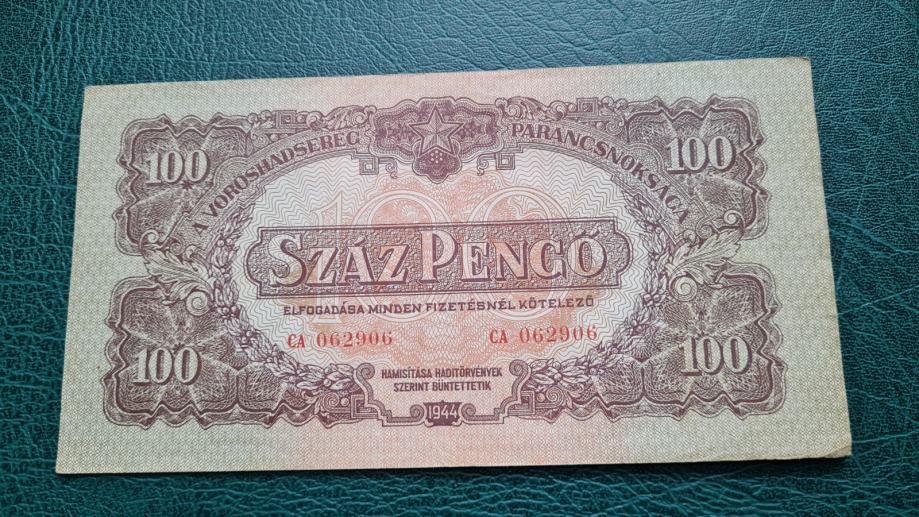 A VÖRÖSHADSEREG PARANCSNOKSÁGA
100 100
100
SZÁZ PENGŐ
ELFOGADÁSA MINDEN FIZETÉSNÉL KÖTELEZŐ
CA 062906 CA 062906
100 100
HAMISÍTÁSA HADITÖRVÉNYEK
SZERINT BÜNTETTETIK
1944